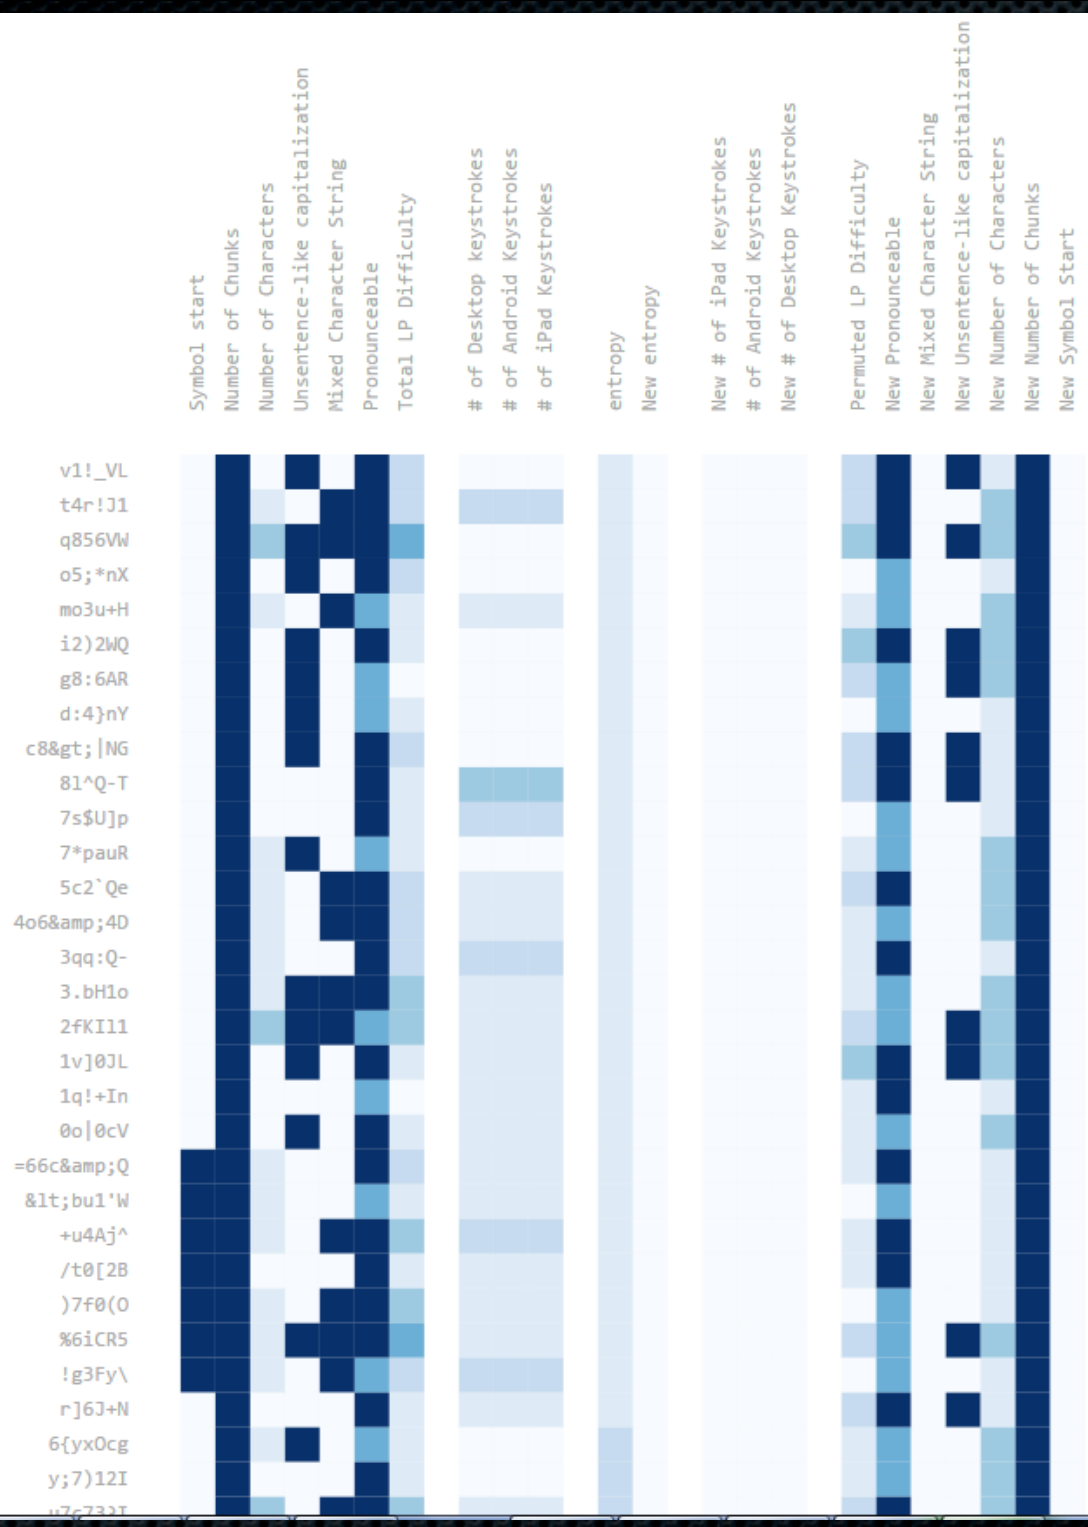 Symbol start
Number of Chunks
Number of Characters
Unsentence-like capitalization
Mixed Character String
Pronounceable
Total LP Difficulty
# of Desktop keystrokes
# of Android Keystrokes
# of iPad Keystrokes
entropy
New entropy
New # of iPad Keystrokes
# of Android Keystrokes
New # of Desktop Keystrokes
Permuted LP Difficulty
New Pronounceable
New Mixed Character String
New Unsentence-like capitalization
New Number of Characters
New Number of Chunks
New Symbol Start
v1!_VL
t4r!J1
q856VW
o5;*nX
mo3u+H
i2)2WQ
g8:6AR
d:4}nY
c8&gt;|NG
8l^Q-T
7s$U]p
7*pauR
5c2`Qe
4o6&amp;4D
3qq:Q-
3.bH1o
2fKIl1
1v]0JL
1q!+In
0o|0cV
=66c&amp;Q
&lt;bu1'W
+u4Aj^
/t0[2B
)7f0(O
%6iCR5
!g3Fy\
r]6J+N
6{yxOcg
y;7)12I